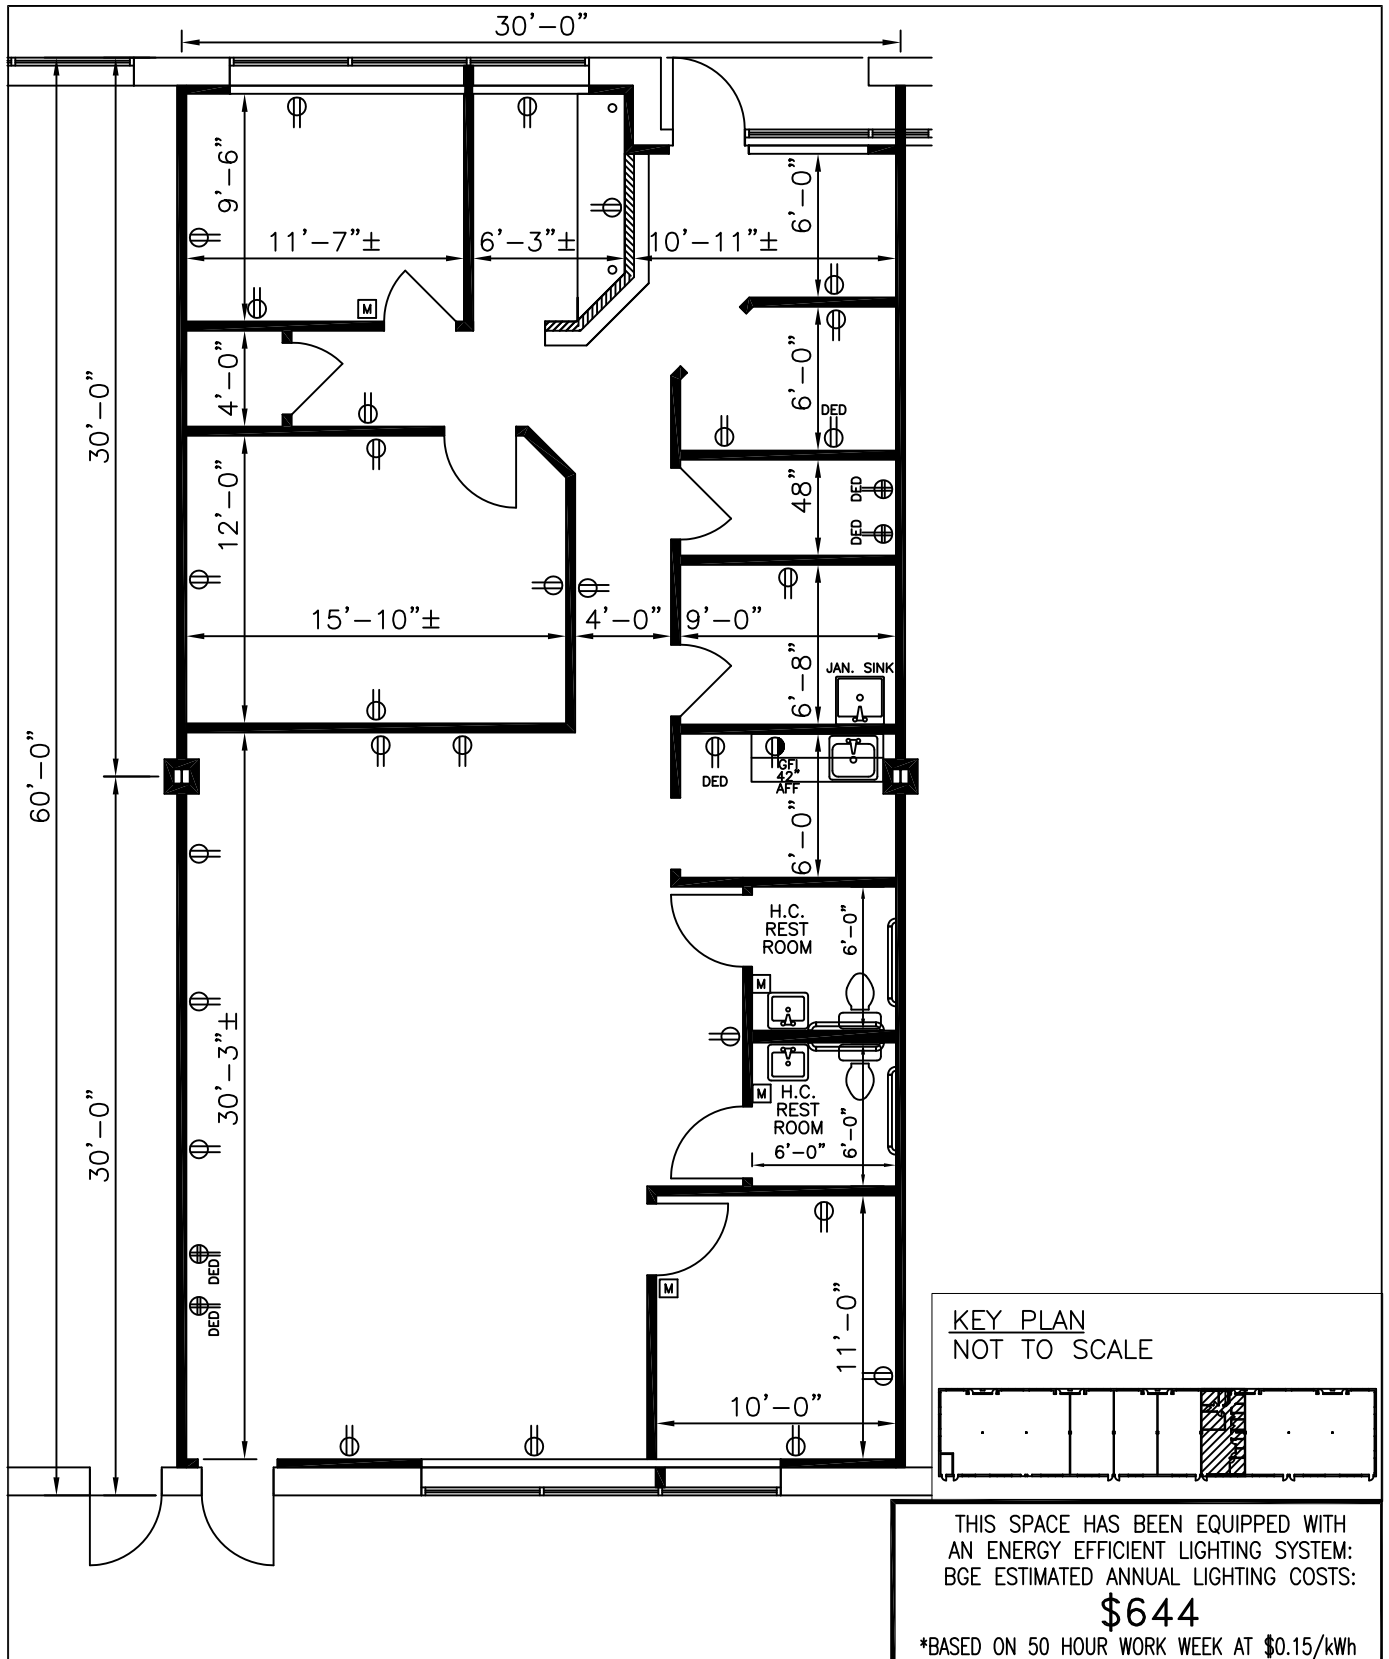 30'-0"
9'-6"
11'-7"±
6'-3"±
10'-11"±
6'-0"
M
4'-0"
30'-0"
6'-0"
DED
12'-0"
48"
DED
DED
15'-10"±
4'-0"
9'-0"
6'-8"
JAN. SINK
60'-0"
DED
GFI
42"
AFF
6'-0"
H.C.
REST
ROOM
6'-0"
M
30'-3"±
30'-0"
M
H.C.
REST
ROOM
6'-0"
6'-0"
DED
DED
M
11'-0"
10'-0"
KEY PLAN
NOT TO SCALE
THIS SPACE HAS BEEN EQUIPPED WITH
AN ENERGY EFFICIENT LIGHTING SYSTEM:
BGE ESTIMATED ANNUAL LIGHTING COSTS:
$644
*BASED ON 50 HOUR WORK WEEK AT $0.15/kWh